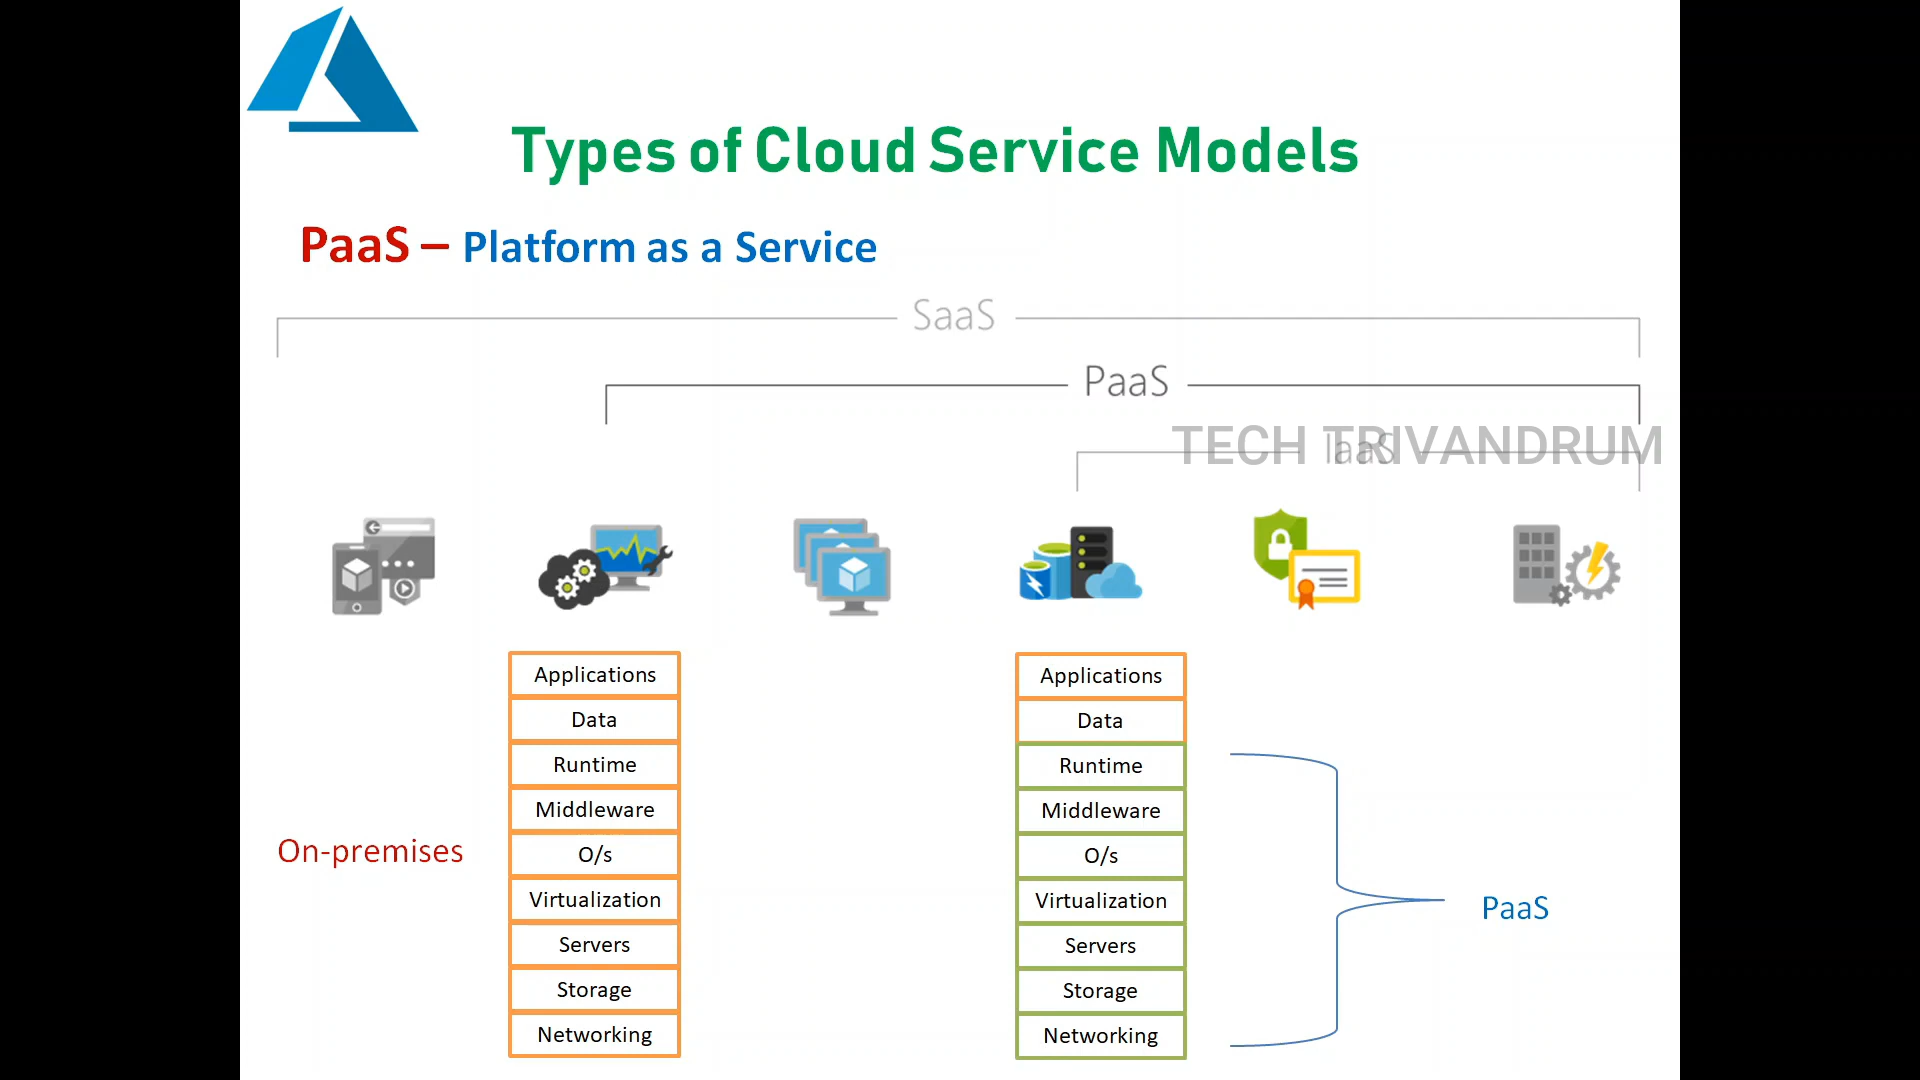 Types of Cloud Service Models
PaaS – Platform as a Service
SaaS
PaaS
TECH TRIVANDRUM
IaaS
Applications
Data
Runtime
Middleware
O/s
Virtualization
Servers
Storage
Networking
On-premises
Applications
Data
Runtime
Middleware
O/s
Virtualization
Servers
Storage
Networking
PaaS